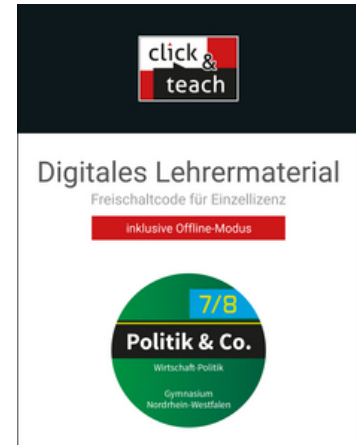 click &
teach
Digitales Lehrermaterial
Freischaltcode für Einzellizenz
inklusive Offline-Modus
7/8
Politik & Co.
Wirtschaft-Politik
Gymnasium
Nordrhein-Westfalen